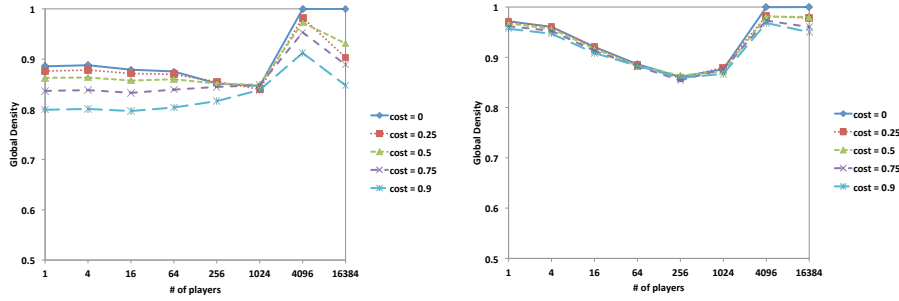 1
0.9
0.8
0.7
0.6
0.5
Global Density
1 4 16 64 256 1024 4096 16384
# of players
cost = 0
cost = 0.25
cost = 0.5
cost = 0.75
cost = 0.9
1
0.9
0.8
0.7
0.6
0.5
Global Density
1 4 16 64 256 1024 4096 16384
# of players
cost = 0
cost = 0.25
cost = 0.5
cost = 0.75
cost = 0.9